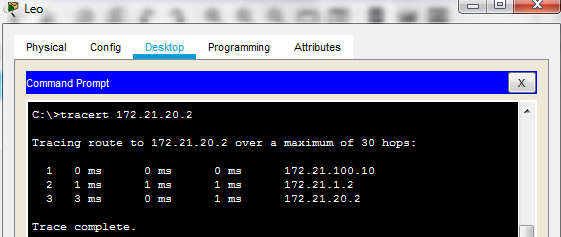 Leo
Physical Config Desktop Programming Attributes
Command Prompt X
C:\>tracert 172.21.20.2
Tracing route to 172.21.20.2 over a maximum of 30 hops:
1 0 ms 0 ms 0 ms 172.21.100.10
2 1 ms 1 ms 1 ms 172.21.1.2
3 3 ms 0 ms 1 ms 172.21.20.2
Trace complete.